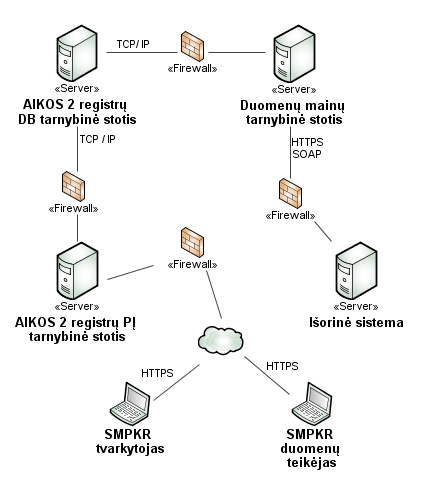 TCP/ IP
«Firewall»
«Server»
AIKOS 2 registrų
DB tarnybinė stotis
«Server»
Duomenų mainų
tarnybinė stotis
TCP / IP
HTTPS
SOAP
«Firewall»
«Firewall»
«Firewall»
«Server»
AIKOS 2 registrų PĮ
tarnybinė stotis
«Server»
Išorinė sistema
HTTPS
HTTPS
SMPKR
tvarkytojas
SMPKR
duomenų
teikėjas